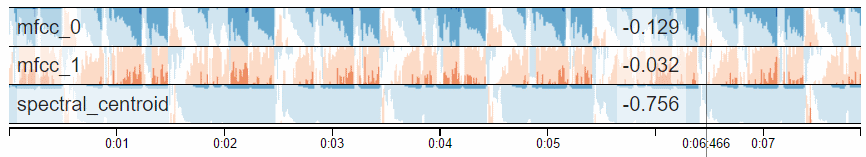 mfcc_0 -0.129
mfcc_1 -0.032
spectral_centroid -0.756
0:01 0:02 0:03 0:04 0:05 0:06.466 0:07